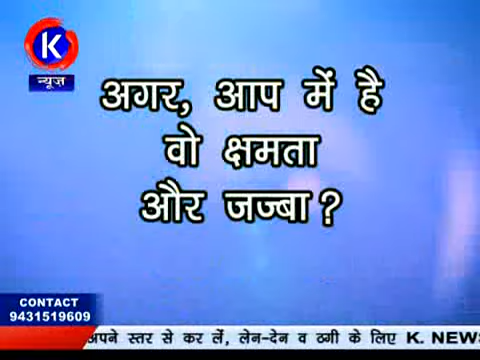 K
न्यूज़
अगर, आप में है
वो क्षमता
और जज्बा ?
CONTACT
9431519609
अपने स्तर से कर लें, लेन-देन व ठगी के लिए K. NEWS